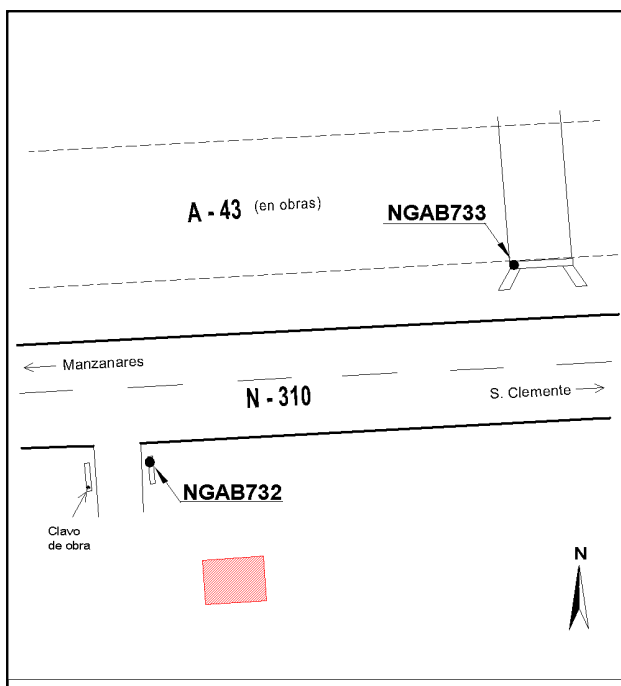 A - 43 (en obras)
NGAB733
Manzanares
N - 310
S. Clemente
NGAB732
Clavo
de obra
N